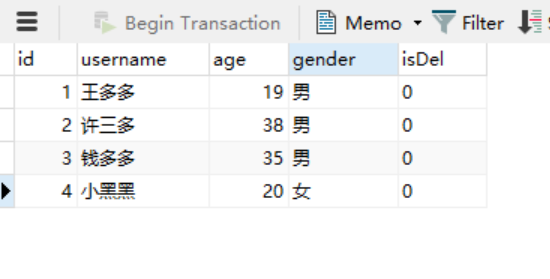 Begin Transaction Memo Filter
id username age gender isDel
1 王多多 19 男 0
2 许三多 38 男 0
3 钱多多 35 男 0
4 小黑黑 20 女 0